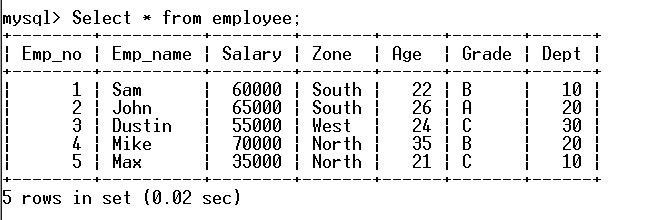 mysql> Select * from employee;
+--------+----------+--------+-------+------+-------+------+
| Emp_no | Emp_name | Salary | Zone  | Age  | Grade | Dept |
+--------+----------+--------+-------+------+-------+------+
|      1 | Sam      |  60000 | South |   22 | B     |   10 |
|      2 | John     |  65000 | South |   26 | A     |   20 |
|      3 | Dustin   |  55000 | West  |   24 | C     |   30 |
|      4 | Mike     |  70000 | North |   35 | B     |   20 |
|      5 | Max      |  35000 | North |   21 | C     |   10 |
+--------+----------+--------+-------+------+-------+------+
5 rows in set (0.02 sec)